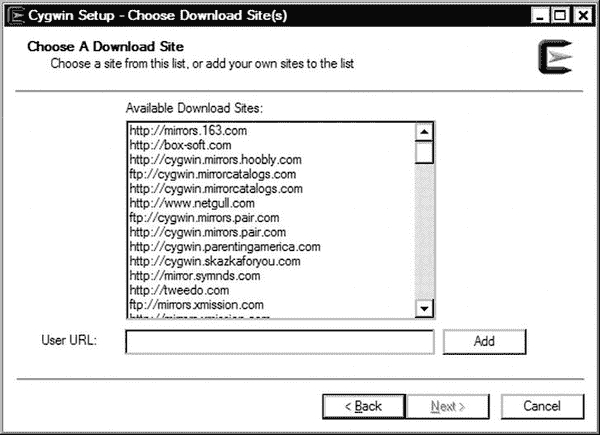 Cygwin Setup - Choose Download Site(s)
Choose A Download Site
Choose a site from this list, or add your own sites to the list
Available Download Sites:
http://mirrors.163.com
http://box-soft.com
http://cygwin.mirrors.hoobly.com
ftp://cygwin.mirrorcatalogs.com
http://cygwin.mirrorcatalogs.com
http://www.netgull.com
ftp://cygwin.mirrors.pair.com
http://cygwin.mirrors.pair.com
http://cygwin.parentingamerica.com
http://cygwin.skazkaforyou.com
http://mirror.symnds.com
http://tweedo.com
ftp://mirrors.xmission.com
http://mirrors.xmission.com
User URL:
Add
< Back
Next >
Cancel